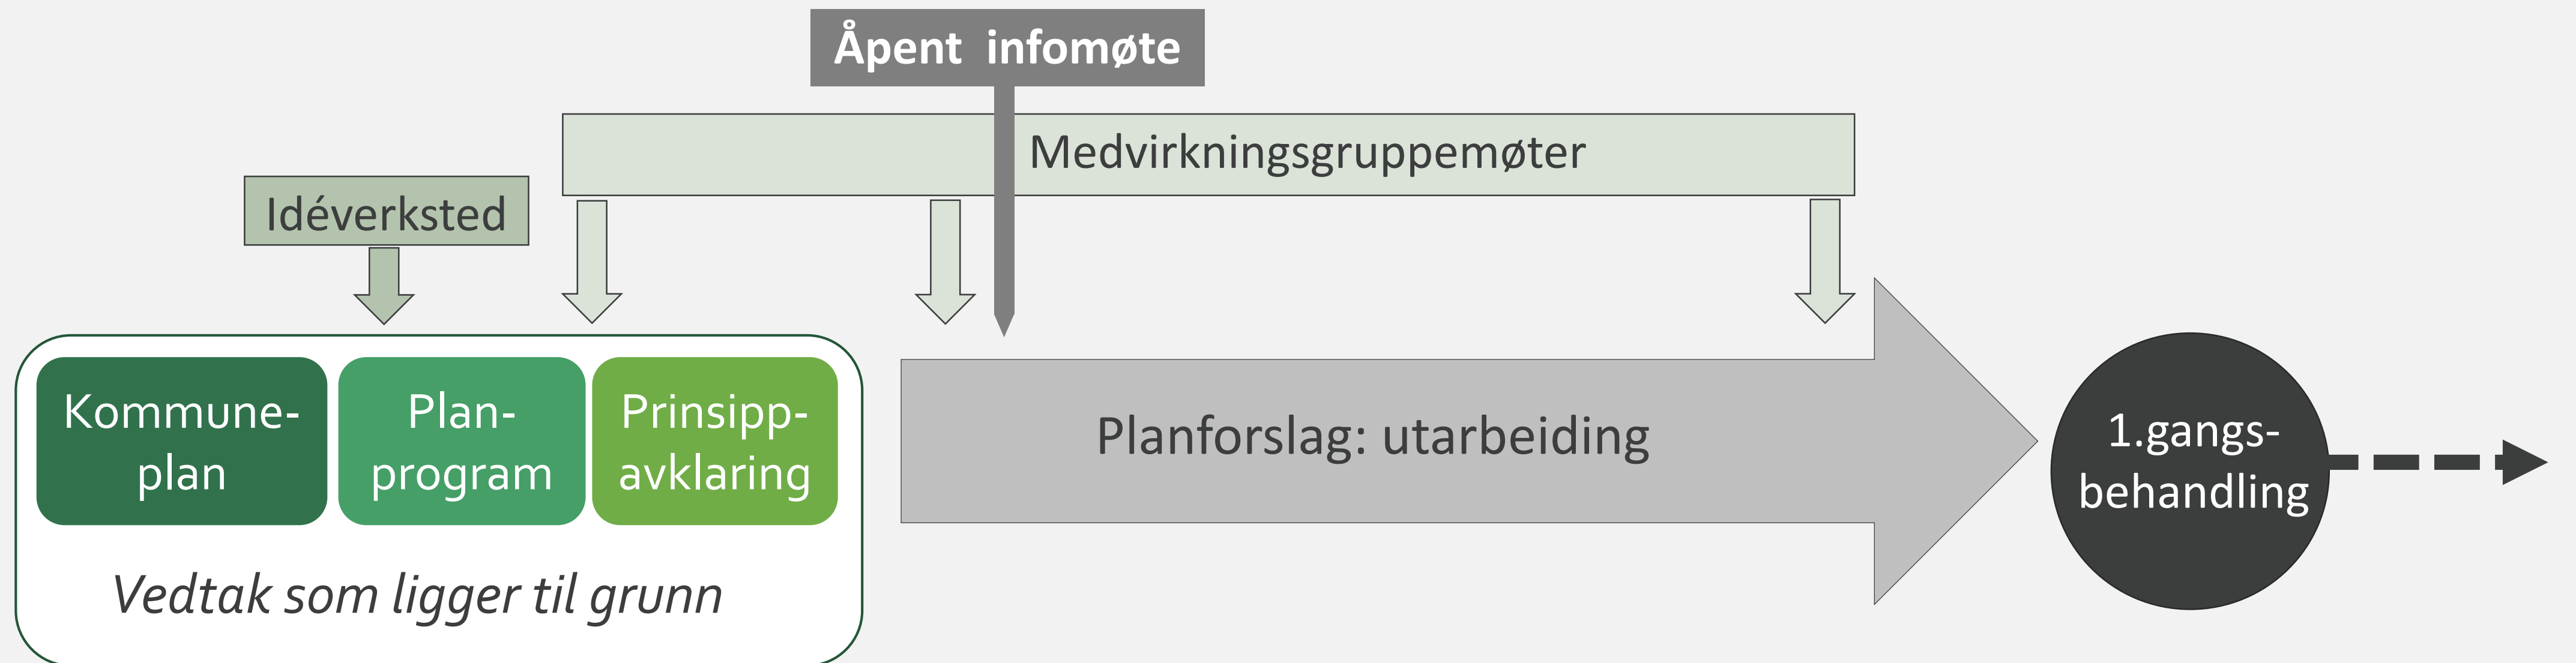 Åpent infomøte
Medvirkningsgruppemøter
Idéverksted
Kommune-
plan
Plan-
program
Prinsipp-
avklaring
Vedtak som ligger til grunn
Planforslag: utarbeiding
1.gangs-
behandling